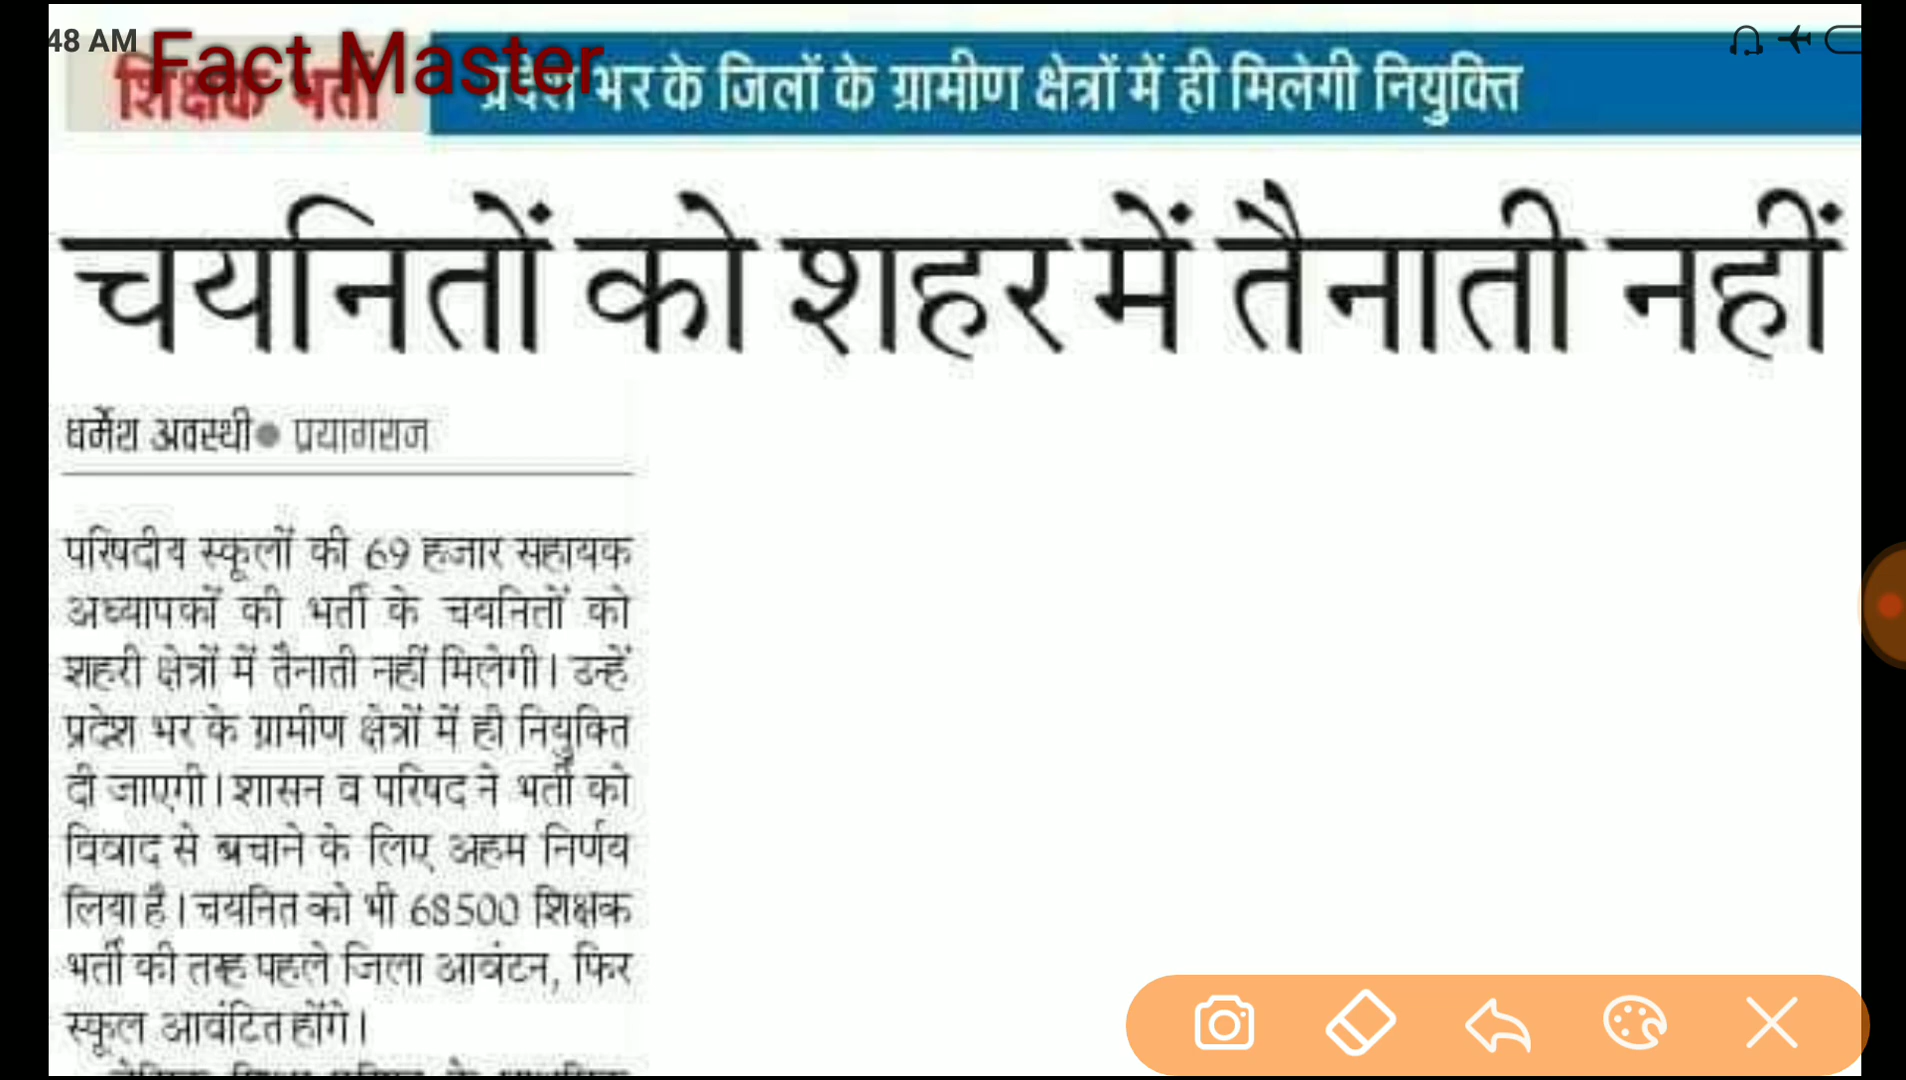 48 AM
Fact Master
शिक्षक भर्ती
प्रदेश भर के जिलों के ग्रामीण क्षेत्रों में ही मिलेगी नियुक्ति
चयनितों को शहर में तैनाती नहीं
धर्मेश अवस्थी ● प्रयागराज
परिषदीय स्कूलों की 69 हजार सहायक
अध्यापकों की भर्ती के चयनितों को
शहरी क्षेत्रों में तैनाती नहीं मिलेगी। उन्हें
प्रदेश भर के ग्रामीण क्षेत्रों में ही नियुक्ति
दी जाएगी। शासन व परिषद ने भर्ती को
विवाद से बचाने के लिए अहम निर्णय
लिया है। चयनित को भी 68500 शिक्षक
भर्ती की तरह पहले जिला आवंटन, फिर
स्कूल आवंटित होंगे।